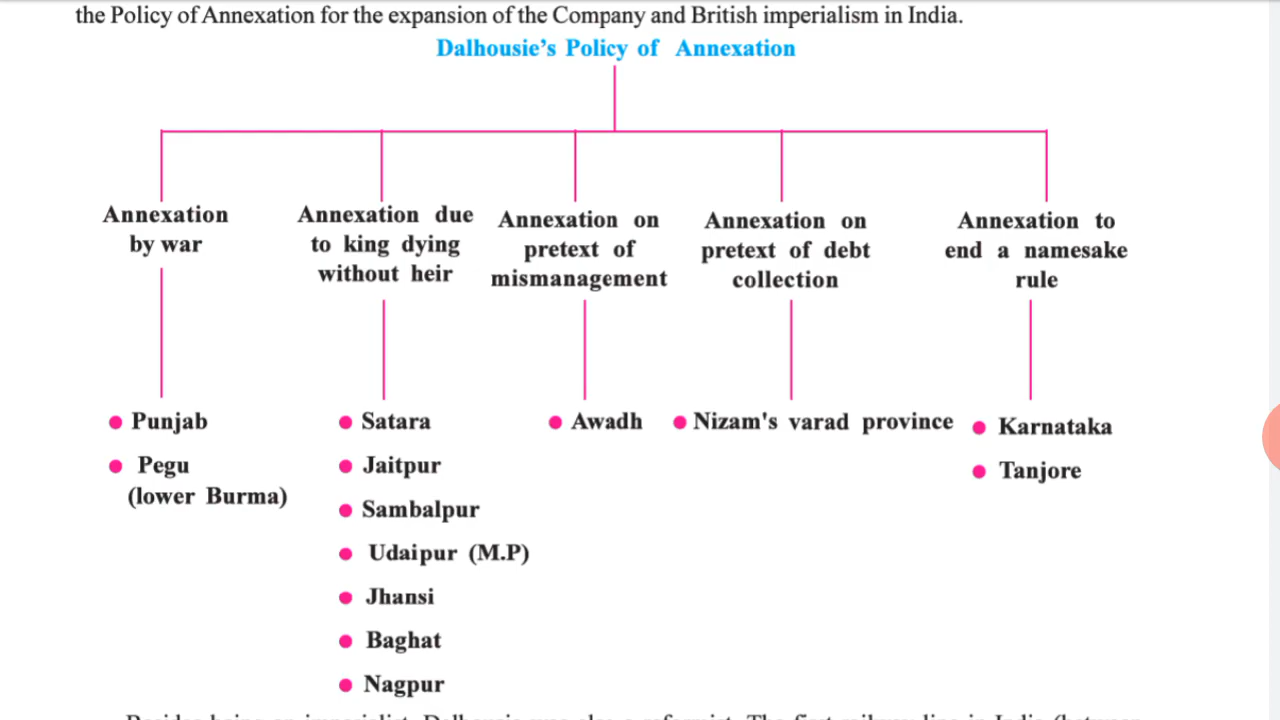 the Policy of Annexation for the expansion of the Company and British imperialism in India.
Dalhousie's Policy of Annexation
Annexation
by war
Annexation due
to king dying
without heir
Annexation on
pretext of
mismanagement
Annexation on
pretext of debt
collection
Annexation to
end a namesake
rule
• Punjab
• Pegu
(lower Burma)
• Satara
• Jaitpur
• Sambalpur
• Udaipur (M.P)
• Jhansi
• Baghat
• Nagpur
• Awadh
• Nizam's varad province
• Karnataka
• Tanjore